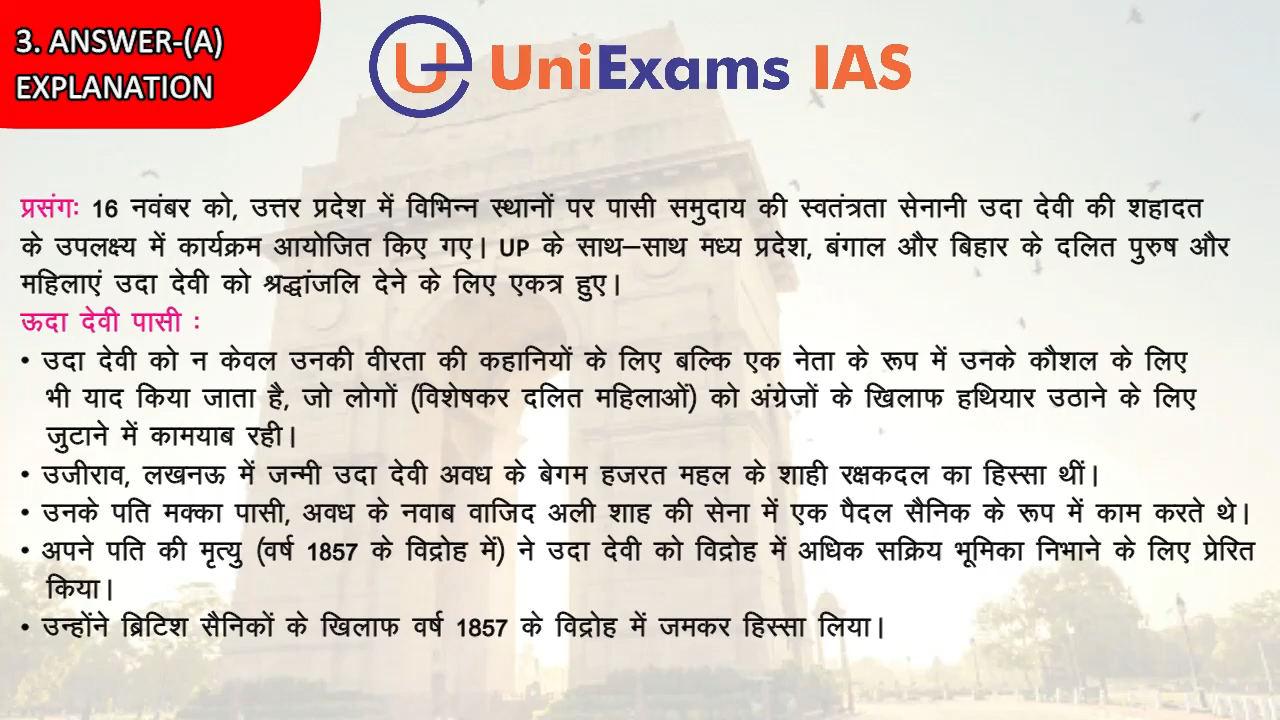 3. ANSWER-(A)
EXPLANATION
Ue UniExams IAS
प्रसंगः 16 नवंबर को, उत्तर प्रदेश में विभिन्न स्थानों पर पासी समुदाय की स्वतंत्रता सेनानी उदा देवी की शहादत
के उपलक्ष्य में कार्यक्रम आयोजित किए गए। UP के साथ–साथ मध्य प्रदेश, बंगाल और बिहार के दलित पुरुष और
महिलाएं उदा देवी को श्रद्धांजलि देने के लिए एकत्र हुए।
ऊदा देवी पासी :
• उदा देवी को न केवल उनकी वीरता की कहानियों के लिए बल्कि एक नेता के रूप में उनके कौशल के लिए
भी याद किया जाता है, जो लोगों (विशेषकर दलित महिलाओं) को अंग्रेजों के खिलाफ हथियार उठाने के लिए
जुटाने में कामयाब रही।
• उजीराव, लखनऊ में जन्मी उदा देवी अवध के बेगम हजरत महल के शाही रक्षकदल का हिस्सा थीं।
• उनके पति मक्का पासी, अवध के नवाब वाजिद अली शाह की सेना में एक पैदल सैनिक के रूप में काम करते थे।
• अपने पति की मृत्यु (वर्ष 1857 के विद्रोह में) ने उदा देवी को विद्रोह में अधिक सक्रिय भूमिका निभाने के लिए प्रेरित
किया।
• उन्होंने ब्रिटिश सैनिकों के खिलाफ वर्ष 1857 के विद्रोह में जमकर हिस्सा लिया।